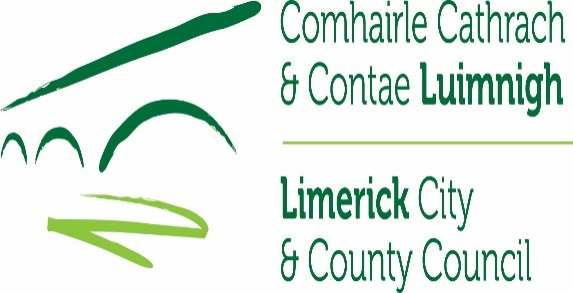 Comhairle Cathrach
& Contae Luimnigh
Limerick City
& County Council